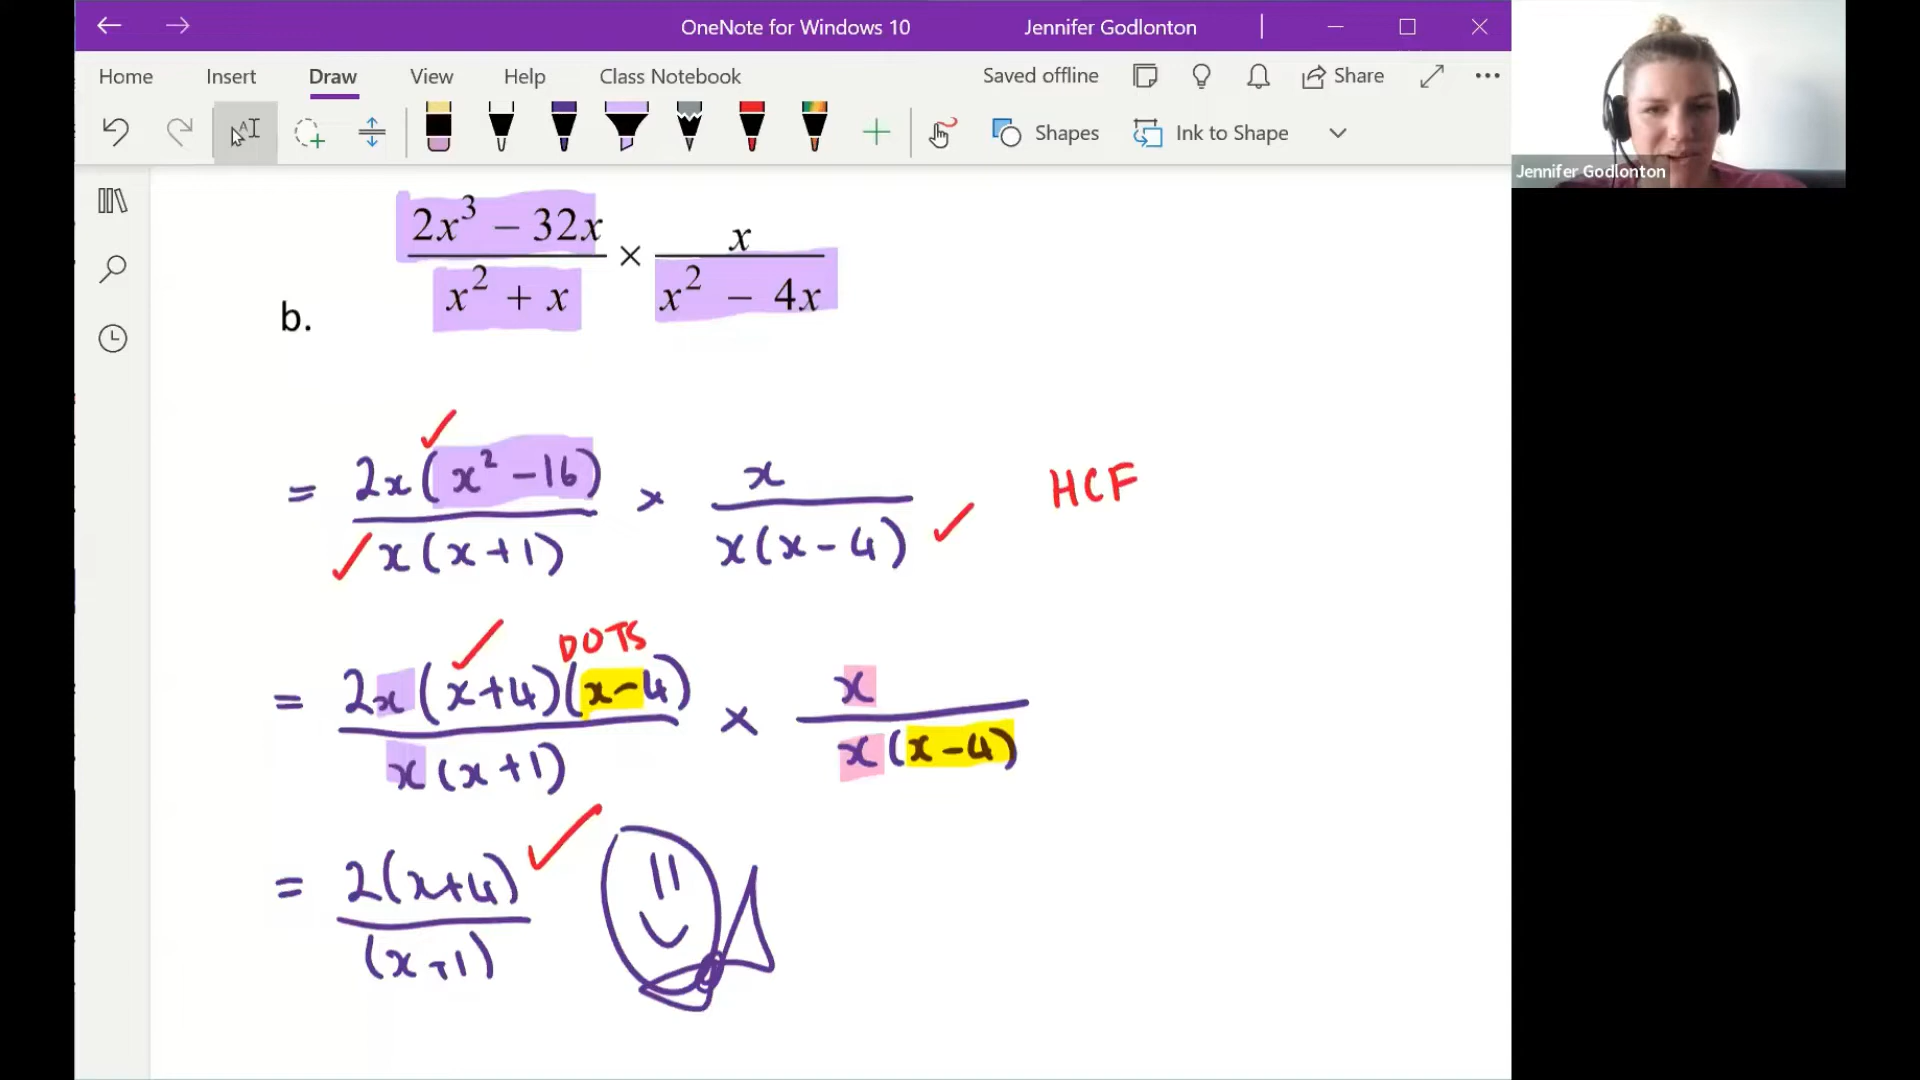 OneNote for Windows 10 Jennifer Godlonton
Home Insert Draw View Help Class Notebook Saved offline Share
Shapes Ink to Shape
Jennifer Godlonton
2x³ − 32x / x² + x × x / x² − 4x
b.
= 2x(x² − 16) / x(x + 1) × x / x(x − 4) HCF
DOTS
= 2x(x + 4)(x − 4) / x(x + 1) × x / x(x − 4)
= 2(x + 4) / (x + 1)